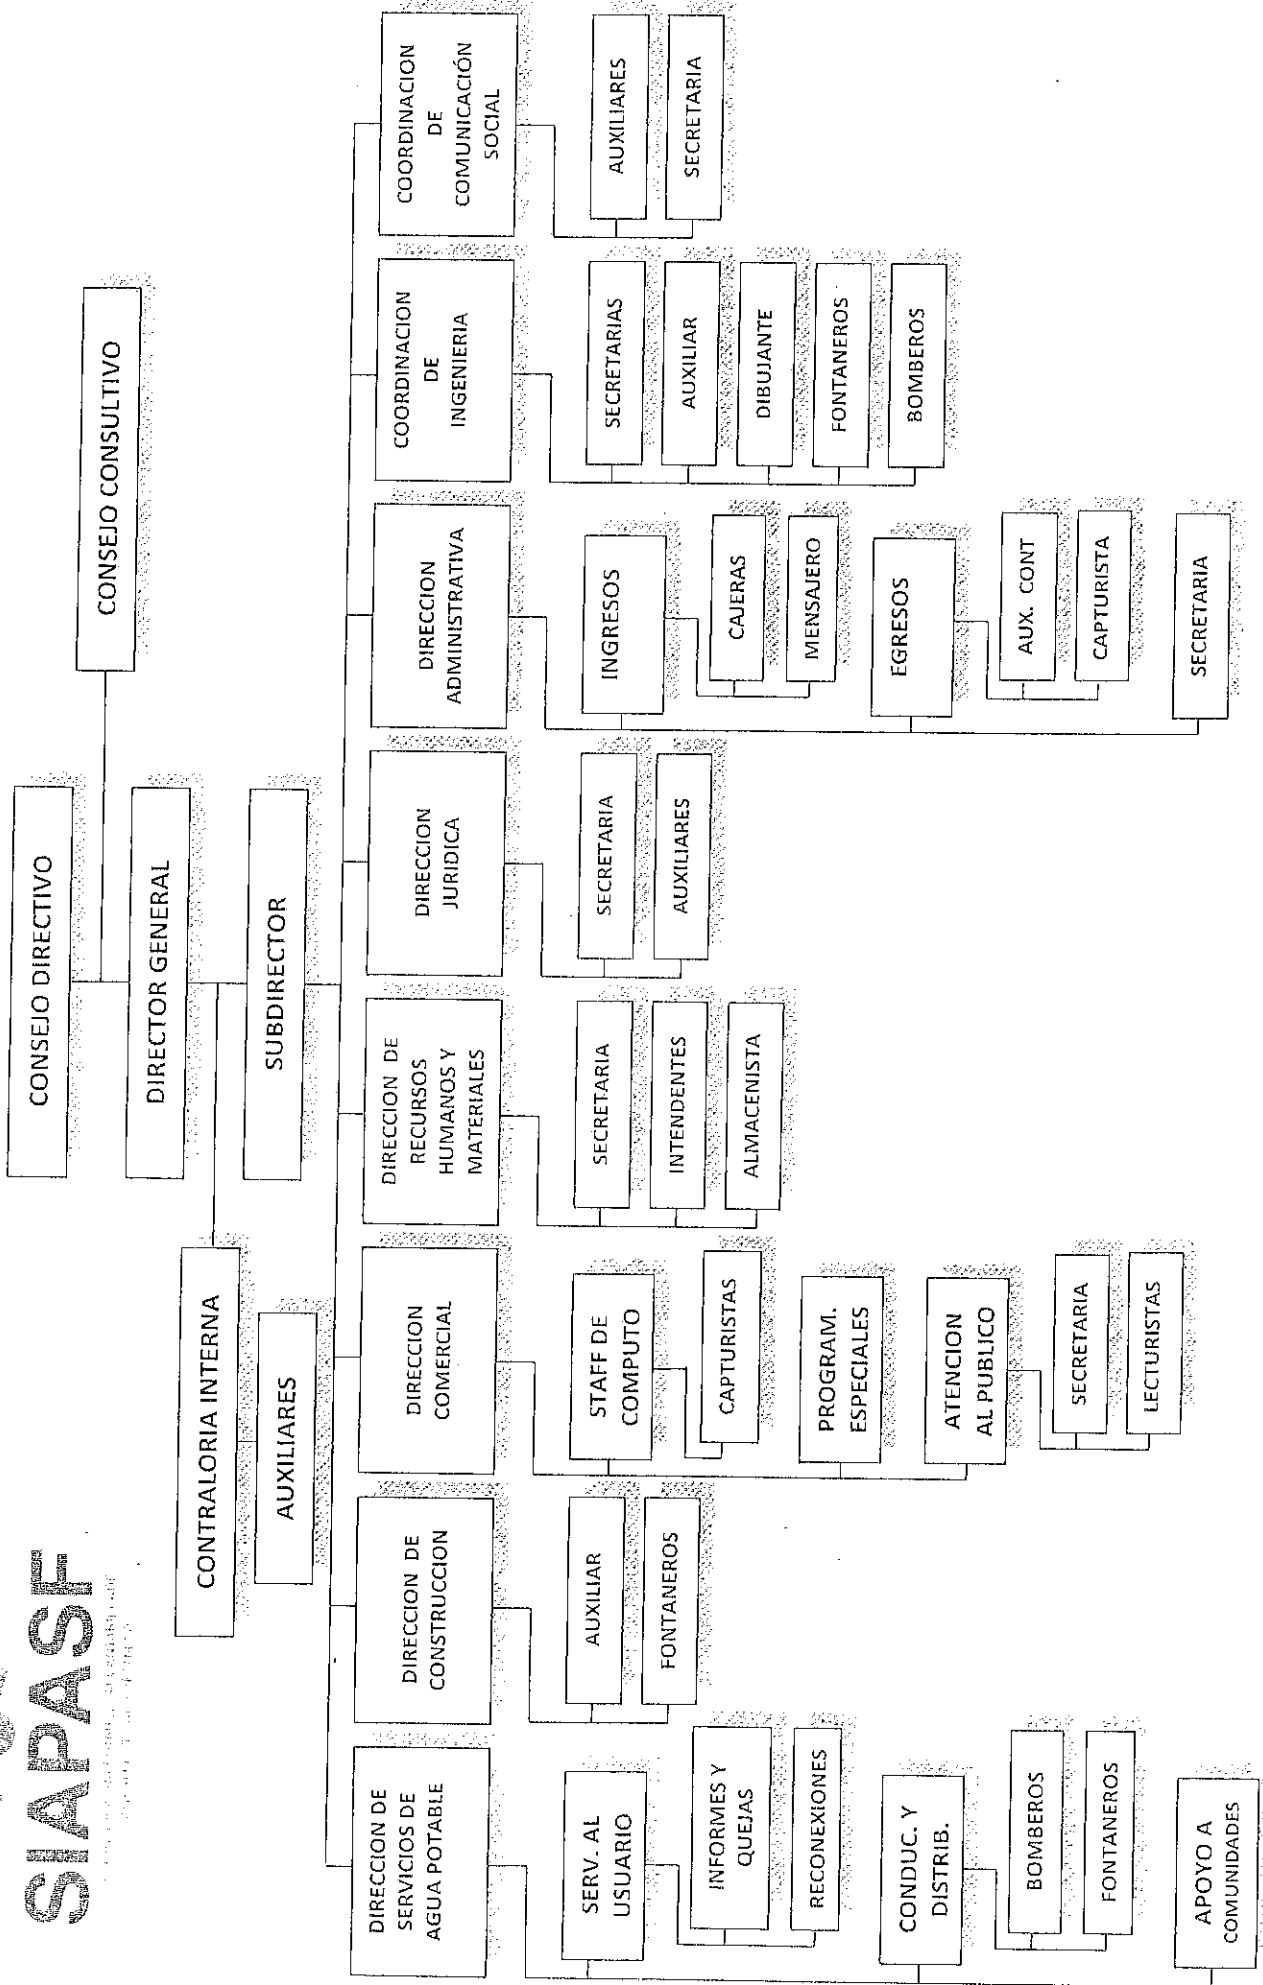 SIAPASF
CONSEJO DIRECTIVO
CONSEJO CONSULTIVO
DIRECTOR GENERAL
CONTRALORIA INTERNA
AUXILIARES
SUBDIRECTOR
DIRECCION DE
SERVICIOS DE
AGUA POTABLE
SERV. AL
USUARIO
INFORMES Y
QUEJAS
RECONEXIONES
CONDUC. Y
DISTRIB.
BOMBEROS
FONTANEROS
APOYO A
COMUNIDADES
DIRECCION DE
CONSTRUCCION
AUXILIAR
FONTANEROS
DIRECCION
COMERCIAL
STAFF DE
COMPUTO
CAPTURISTAS
PROGRAM.
ESPECIALES
ATENCION
AL PUBLICO
SECRETARIA
LECTURISTAS
DIRECCION DE
RECURSOS
HUMANOS Y
MATERIALES
SECRETARIA
INTENDENTES
ALMACENISTA
DIRECCION
JURIDICA
SECRETARIA
AUXILIARES
DIRECCION
ADMINISTRATIVA
INGRESOS
CAJERAS
MENSAJERO
EGRESOS
AUX. CONT
CAPTURISTA
SECRETARIA
COORDINACION
DE
INGENIERIA
SECRETARIAS
AUXILIAR
DIBUJANTE
FONTANEROS
BOMBEROS
COORDINACION
DE
COMUNICACIÓN
SOCIAL
AUXILIARES
SECRETARIA